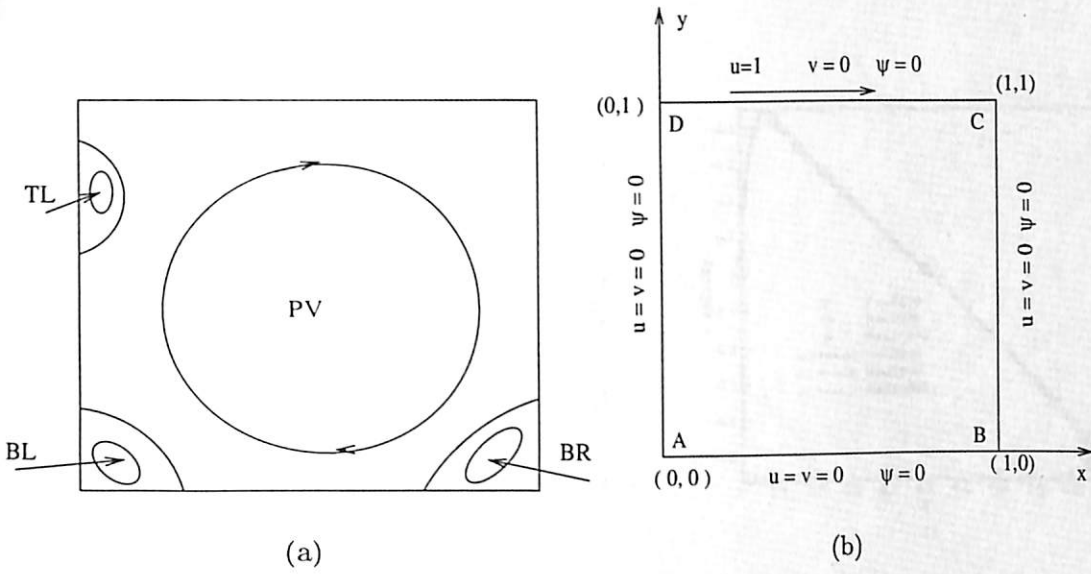 TL
PV
BL
BR
(a)
y
u=1 v=0 ψ=0
(0,1)
(1,1)
D
C
u = v = 0 ψ = 0
u = v = 0 ψ = 0
A
B
(0,0)
(1,0)
x
u = v = 0 ψ = 0
(b)